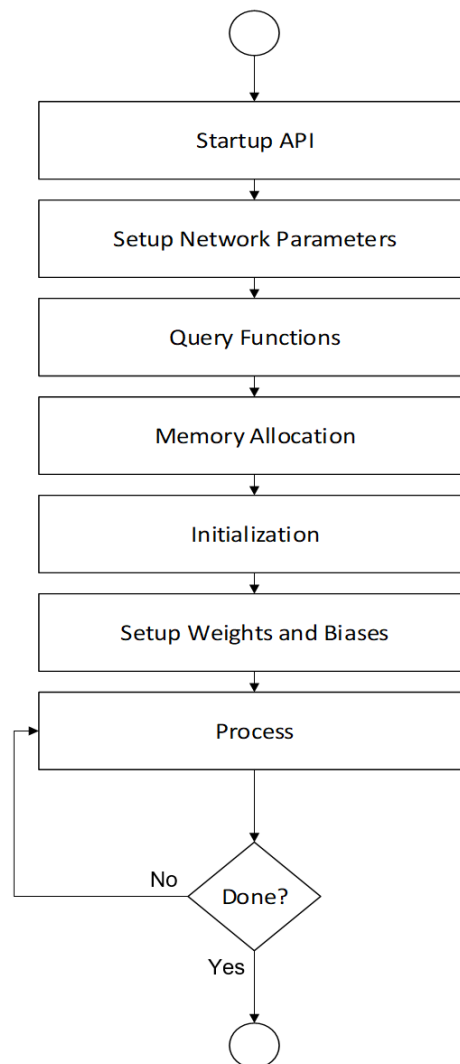 Startup API
Setup Network Parameters
Query Functions
Memory Allocation
Initialization
Setup Weights and Biases
Process
No
Done?
Yes